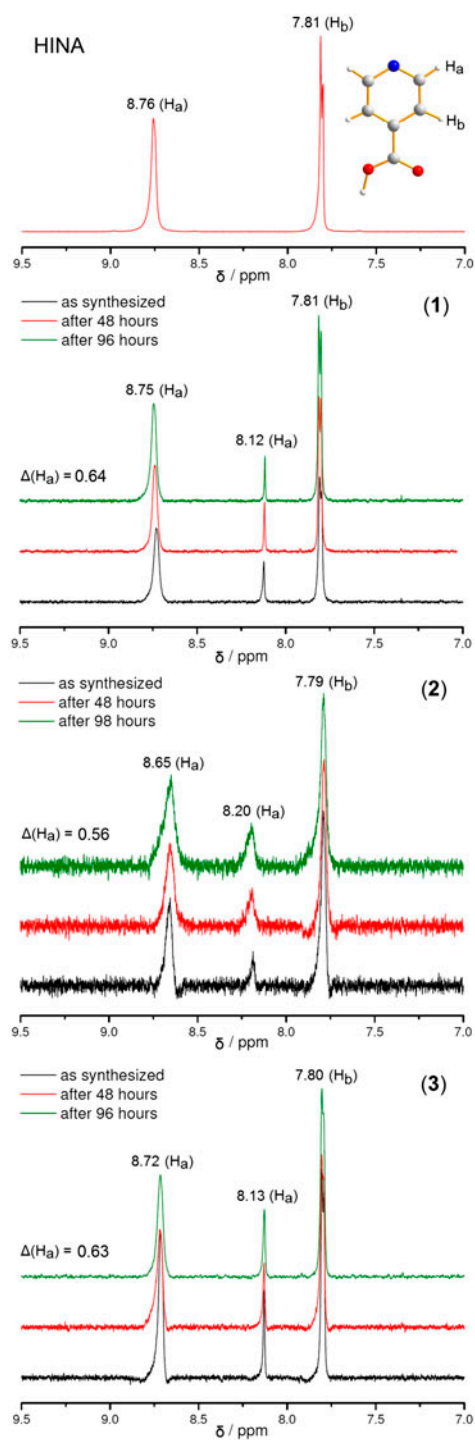 HINA
7.81 (Hb)
8.76 (Ha)
Ha
Hb
9.5 9.0 8.5 8.0 7.5 7.0
δ / ppm
as synthesized
after 48 hours
after 96 hours
7.81 (Hb)
(1)
8.75 (Ha)
8.12 (Ha)
Δ(Ha) = 0.64
9.5 9.0 8.5 8.0 7.5 7.0
δ / ppm
as synthesized
after 48 hours
after 98 hours
7.79 (Hb)
(2)
8.65 (Ha)
8.20 (Ha)
Δ(Ha) = 0.56
9.5 9.0 8.5 8.0 7.5 7.0
δ / ppm
as synthesized
after 48 hours
after 96 hours
7.80 (Hb)
(3)
8.72 (Ha)
8.13 (Ha)
Δ(Ha) = 0.63
9.5 9.0 8.5 8.0 7.5 7.0
δ / ppm